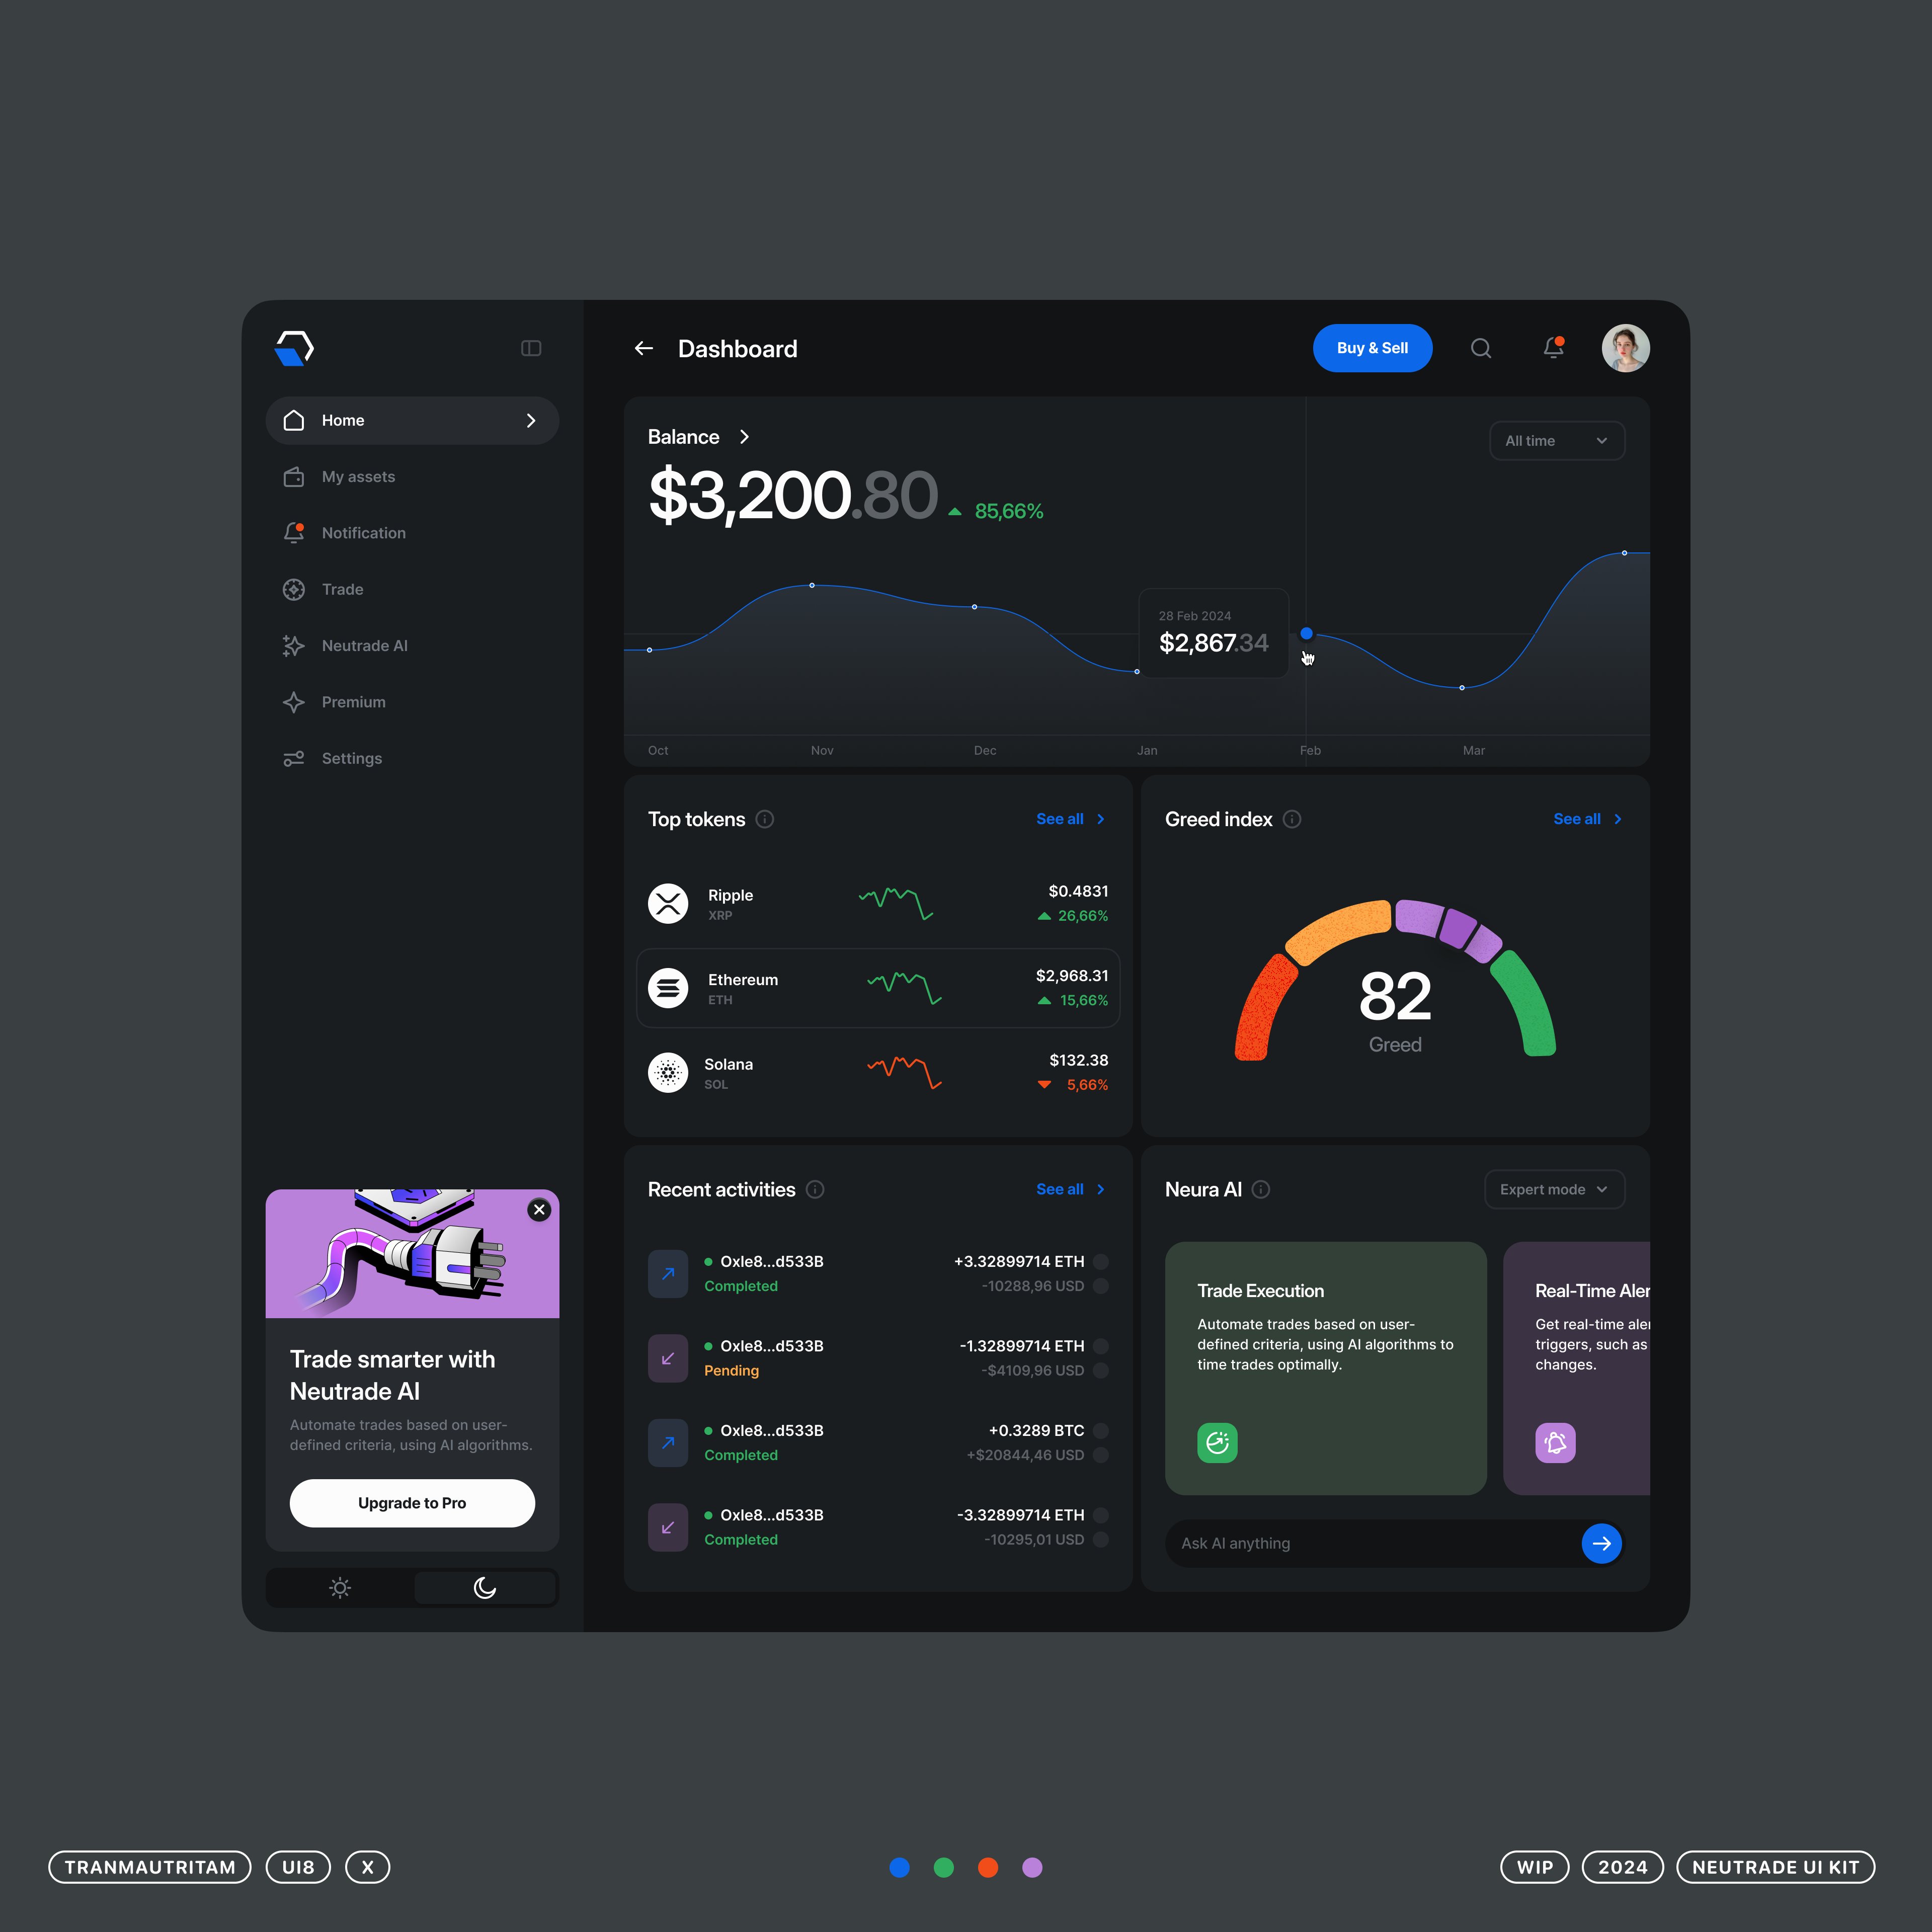 Dashboard
Buy & Sell
Home
My assets
Notification
Trade
Neutrade AI
Premium
Settings
Trade smarter with
Neutrade AI
Automate trades based on user-
defined criteria, using AI algorithms.
Upgrade to Pro
Balance
All time
$3,200.80 85,66%
28 Feb 2024
$2,867.34
Oct Nov Dec Jan Feb Mar
Top tokens
See all
Ripple
XRP
$0.4831
26,66%
Ethereum
ETH
$2,968.31
15,66%
Solana
SOL
$132.38
5,66%
Greed index
See all
82
Greed
Recent activities
See all
Oxle8...d533B
Completed
+3.32899714 ETH
-10288,96 USD
Oxle8...d533B
Pending
-1.32899714 ETH
-$4109,96 USD
Oxle8...d533B
Completed
+0.3289 BTC
+$20844,46 USD
Oxle8...d533B
Completed
-3.32899714 ETH
-10295,01 USD
Neura AI
Expert mode
Trade Execution
Automate trades based on user-
defined criteria, using AI algorithms to
time trades optimally.
Real-Time Aler
Get real-time aler
triggers, such as
changes.
Ask AI anything
TRANMAUTRITAM
UI8
X
WIP
2024
NEUTRADE UI KIT